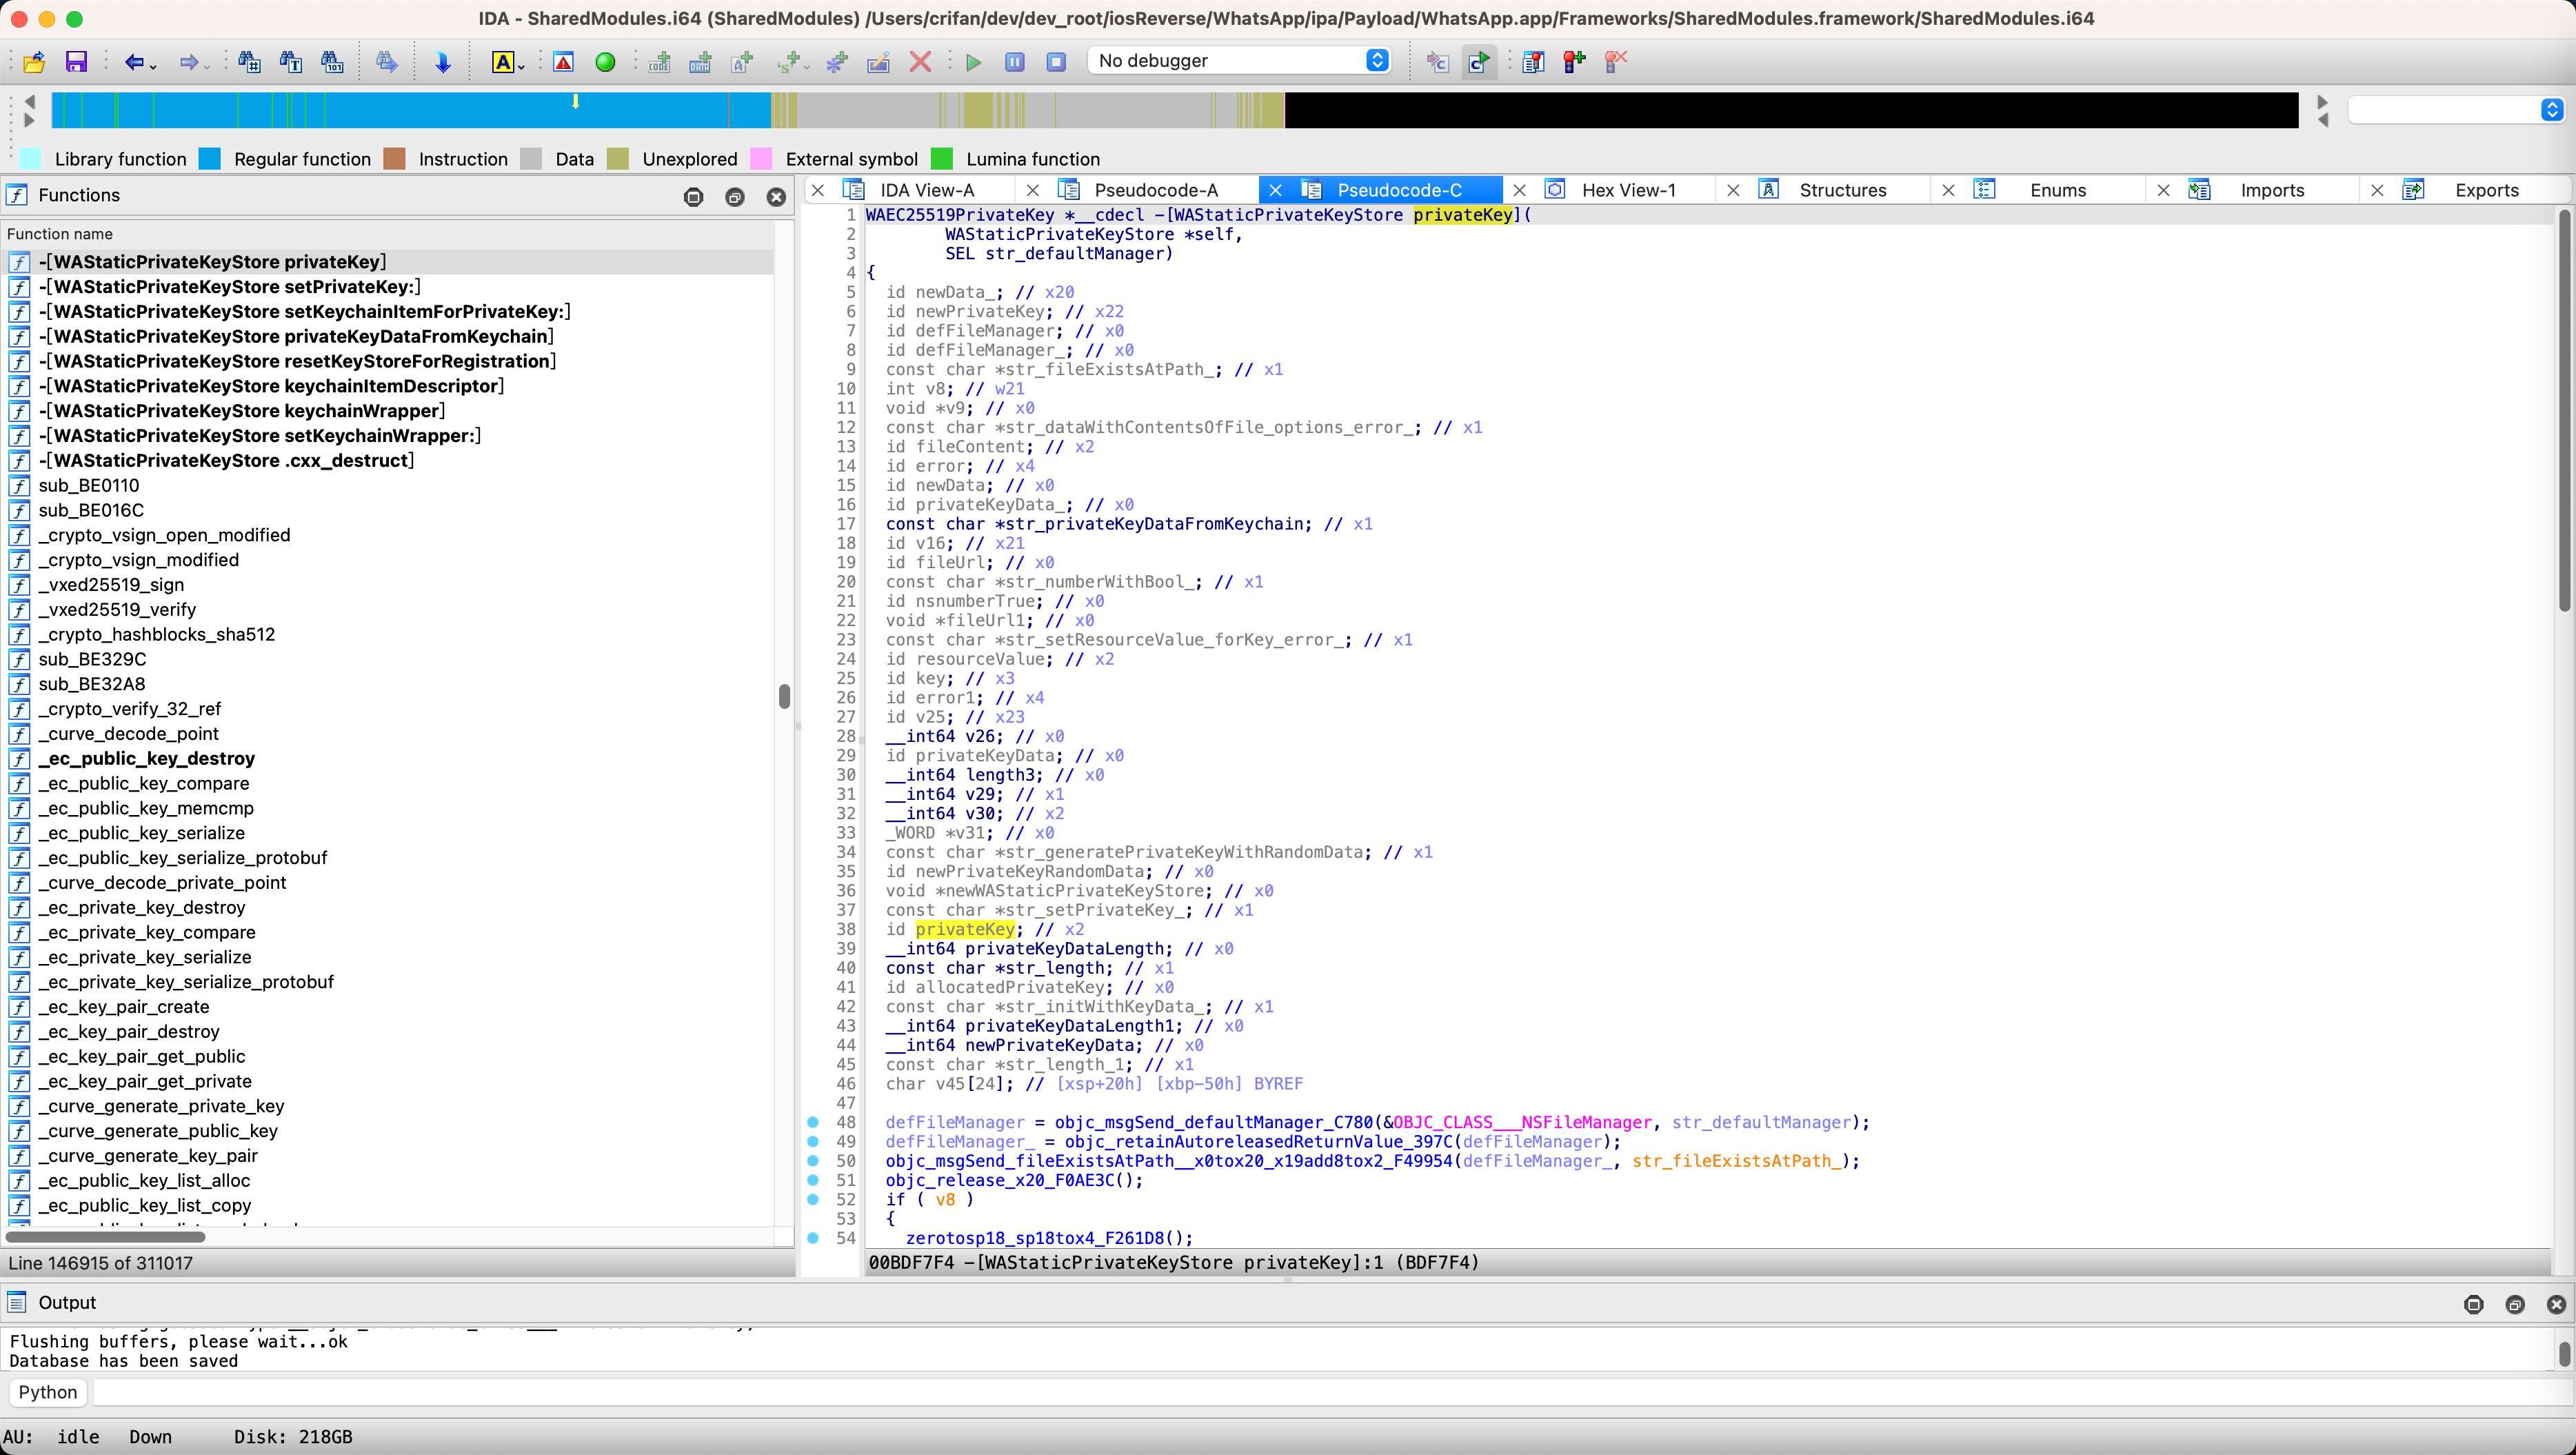 IDA - SharedModules.i64 (SharedModules) /Users/crifan/dev/dev_root/iosReverse/WhatsApp/ipa/Payload/WhatsApp.app/Frameworks/SharedModules.framework/SharedModules.i64
No debugger
Library function Regular function Instruction Data Unexplored External symbol Lumina function
Functions
IDA View-A Pseudocode-A Pseudocode-C Hex View-1 Structures Enums Imports Exports
Function name
-[WAStaticPrivateKeyStore privateKey]
-[WAStaticPrivateKeyStore setPrivateKey:]
-[WAStaticPrivateKeyStore setKeychainItemForPrivateKey:]
-[WAStaticPrivateKeyStore privateKeyDataFromKeychain]
-[WAStaticPrivateKeyStore resetKeyStoreForRegistration]
-[WAStaticPrivateKeyStore keychainItemDescriptor]
-[WAStaticPrivateKeyStore keychainWrapper]
-[WAStaticPrivateKeyStore setKeychainWrapper:]
-[WAStaticPrivateKeyStore .cxx_destruct]
sub_BE0110
sub_BE016C
_crypto_vsign_open_modified
_crypto_vsign_modified
_vxed25519_sign
_vxed25519_verify
_crypto_hashblocks_sha512
sub_BE329C
sub_BE32A8
_crypto_verify_32_ref
_curve_decode_point
_ec_public_key_destroy
_ec_public_key_compare
_ec_public_key_memcmp
_ec_public_key_serialize
_ec_public_key_serialize_protobuf
_curve_decode_private_point
_ec_private_key_destroy
_ec_private_key_compare
_ec_private_key_serialize
_ec_private_key_serialize_protobuf
_ec_key_pair_create
_ec_key_pair_destroy
_ec_key_pair_get_public
_ec_key_pair_get_private
_curve_generate_private_key
_curve_generate_public_key
_curve_generate_key_pair
_ec_public_key_list_alloc
_ec_public_key_list_copy
Line 146915 of 311017
1 WAEC25519PrivateKey *__cdecl -[WAStaticPrivateKeyStore privateKey](
2 WAStaticPrivateKeyStore *self,
3 SEL str_defaultManager)
4 {
5 id newData_; // x20
6 id newPrivateKey; // x22
7 id defFileManager; // x0
8 id defFileManager_; // x0
9 const char *str_fileExistsAtPath_; // x1
10 int v8; // w21
11 void *v9; // x0
12 const char *str_dataWithContentsOfFile_options_error_; // x1
13 id fileContent; // x2
14 id error; // x4
15 id newData; // x0
16 id privateKeyData_; // x0
17 const char *str_privateKeyDataFromKeychain; // x1
18 id v16; // x21
19 id fileUrl; // x0
20 const char *str_numberWithBool_; // x1
21 id nsnumberTrue; // x0
22 void *fileUrl1; // x0
23 const char *str_setResourceValue_forKey_error_; // x1
24 id resourceValue; // x2
25 id key; // x3
26 id error1; // x4
27 id v25; // x23
28 __int64 v26; // x0
29 id privateKeyData; // x0
30 __int64 length3; // x0
31 __int64 v29; // x1
32 __int64 v30; // x2
33 _WORD *v31; // x0
34 const char *str_generatePrivateKeyWithRandomData; // x1
35 id newPrivateKeyRandomData; // x0
36 void *newWAStaticPrivateKeyStore; // x0
37 const char *str_setPrivateKey_; // x1
38 id privateKey; // x2
39 __int64 privateKeyDataLength; // x0
40 const char *str_length; // x1
41 id allocatedPrivateKey; // x0
42 const char *str_initWithKeyData_; // x1
43 __int64 privateKeyDataLength1; // x0
44 __int64 newPrivateKeyData; // x0
45 const char *str_length_1; // x1
46 char v45[24]; // [xsp+20h] [xbp-50h] BYREF
47
48 defFileManager = objc_msgSend_defaultManager_C780(&OBJC_CLASS___NSFileManager, str_defaultManager);
49 defFileManager_ = objc_retainAutoreleasedReturnValue_397C(defFileManager);
50 objc_msgSend_fileExistsAtPath__x0tox20_x19add8tox2_F49954(defFileManager_, str_fileExistsAtPath_);
51 objc_release_x20_F0AE3C();
52 if ( v8 )
53 {
54 zerotosp18_sp18tox4_F261D8();
00BDF7F4 -[WAStaticPrivateKeyStore privateKey]:1 (BDF7F4)
Output
Flushing buffers, please wait...ok
Database has been saved
Python
AU: idle Down Disk: 218GB